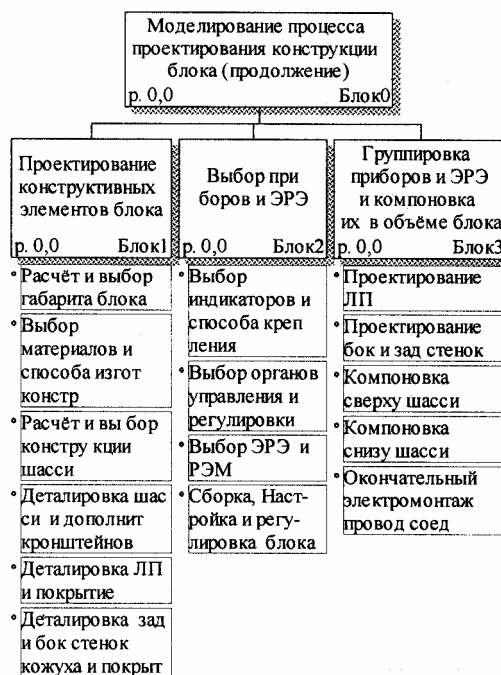 Моделирование процесса
проектирования конструкции
блока (продолжение)
р. 0,0 Блок0
Проектирование
конструктивных
элементов блока
р. 0,0 Блок1
Расчёт и выбор
габарита блока
Выбор
материалов и
способа изгот
констр
Расчёт и вы бор
констру кции
шасси
Деталировка шас
си и дополнит
кронштейнов
Деталировка ЛП
и покрытие
Деталировка зад
и бок стенок
кожуха и покрыт
Выбор при
боров и ЭРЭ
р. 0,0 Блок2
Выбор
индикаторов и
способа креп
ления
Выбор органов
управления и
регулировки
Выбор ЭРЭ и
РЭМ
Сборка, Наст-
ройка и регу-
лировка блока
Группировка
приборов и ЭРЭ
и компоновка
их в объёме блока
р. 0,0 Блок3
Проектирование
ЛП
Проектирование
бок и зад стенок
Компоновка
сверху шасси
Компоновка
снизу шасси
Окончательный
электромонтаж
провод соед